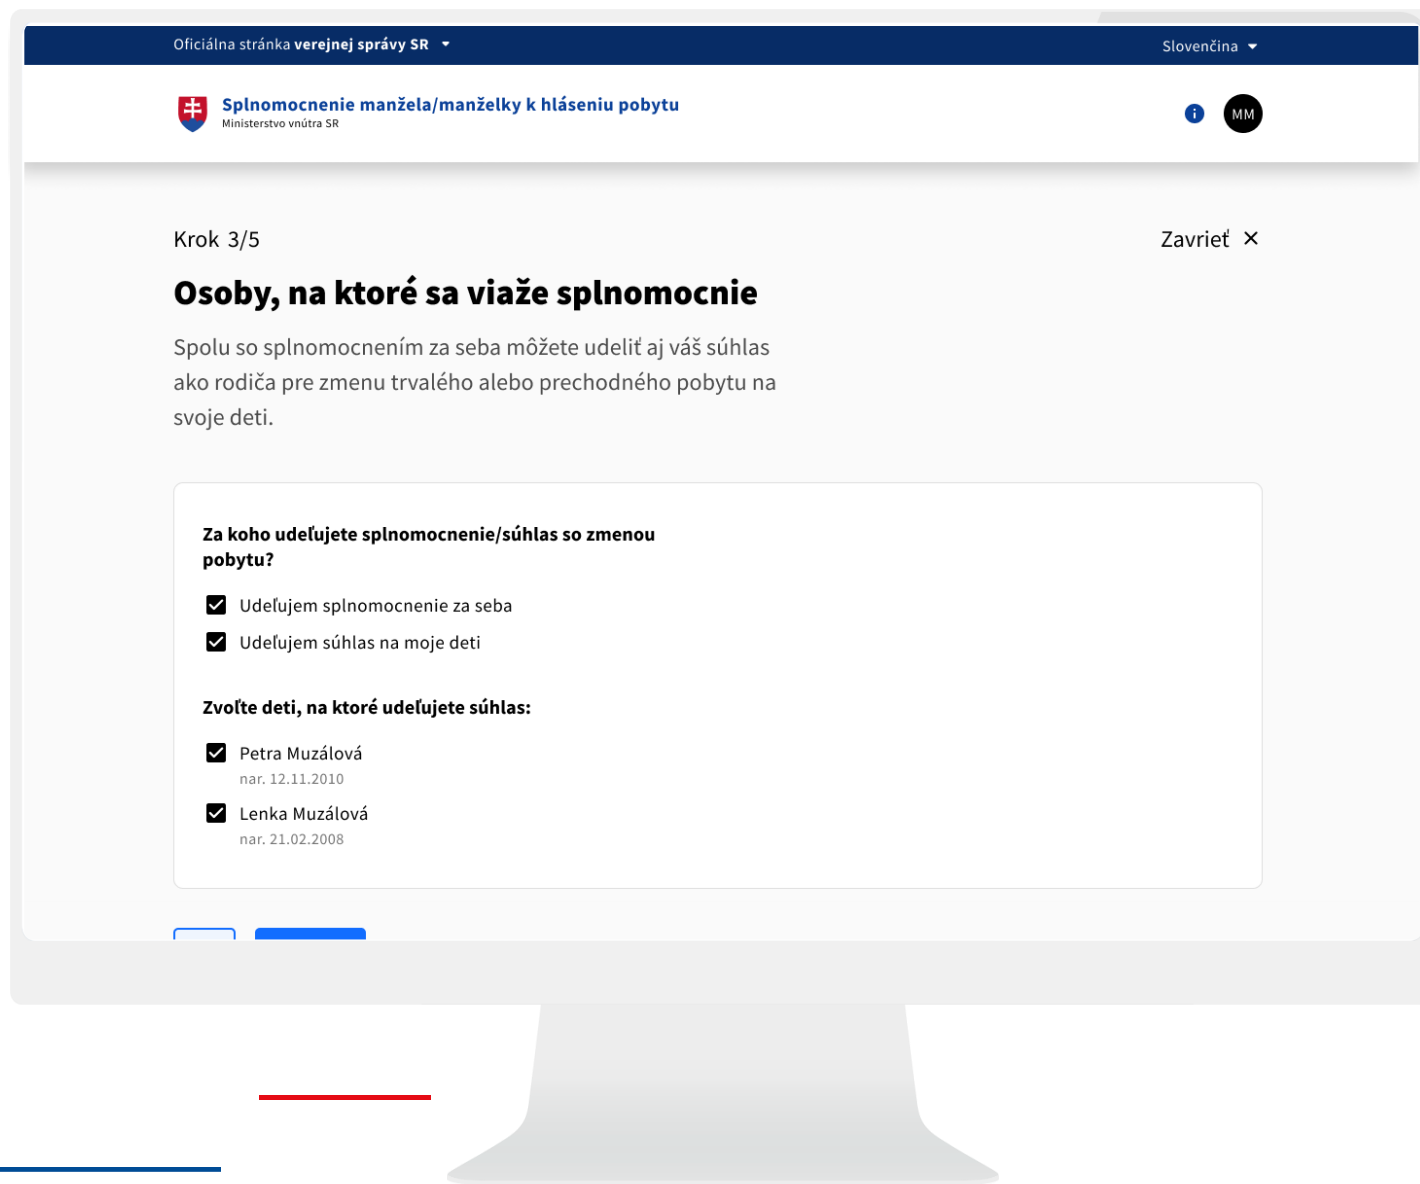 Oficiálna stránka verejnej správy SR
Slovenčina
Splnomocnenie manžela/manželky k hláseniu pobytu
Ministerstvo vnútra SR
MM
Krok 3/5
Zavrieť
Osoby, na ktoré sa viaže splnomocnie
Spolu so splnomocnením za seba môžete udeliť aj váš súhlas
ako rodiča pre zmenu trvalého alebo prechodného pobytu na
svoje deti.
Za koho udeľujete splnomocnenie/súhlas so zmenou
pobytu?
Udeľujem splnomocnenie za seba
Udeľujem súhlas na moje deti
Zvoľte deti, na ktoré udeľujete súhlas:
Petra Muzálová
nar. 12.11.2010
Lenka Muzálová
nar. 21.02.2008